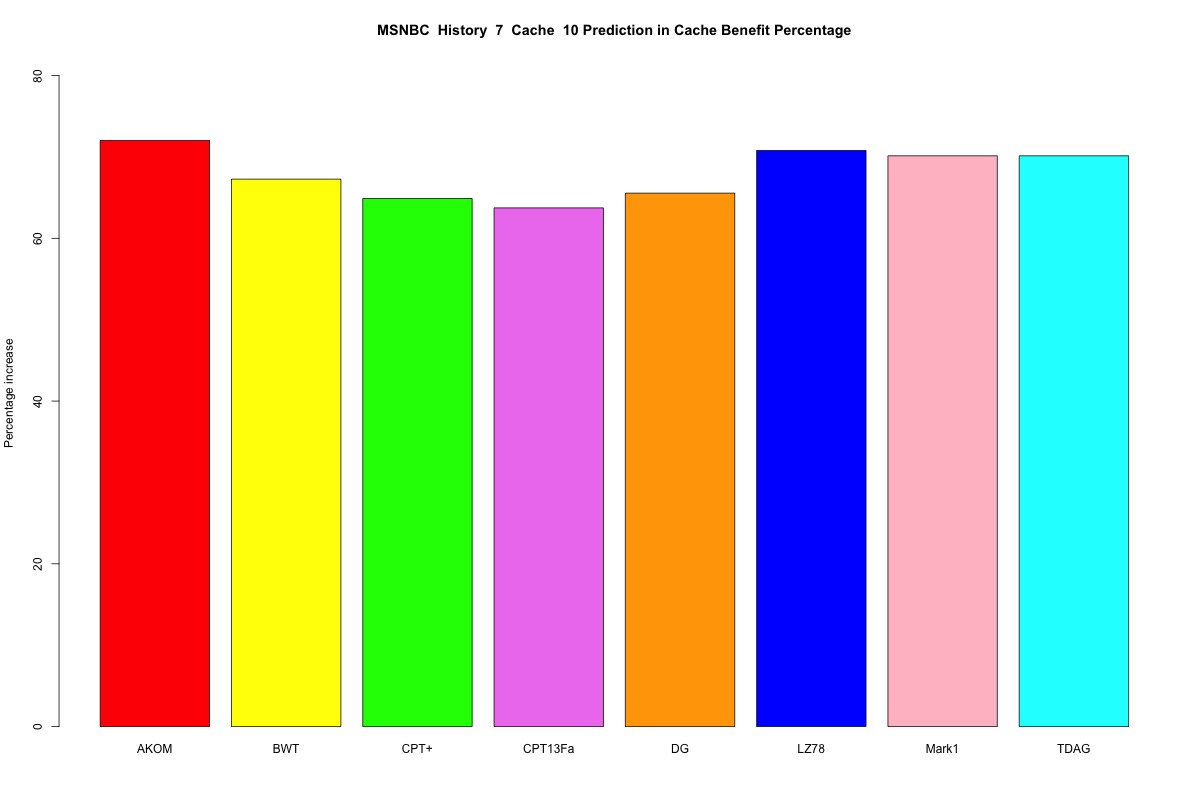 MSNBC  History  7  Cache  10 Prediction in Cache Benefit Percentage
Percentage increase
80
60
40
20
0
AKOM BWT CPT+ CPT13Fa DG LZ78 Mark1 TDAG